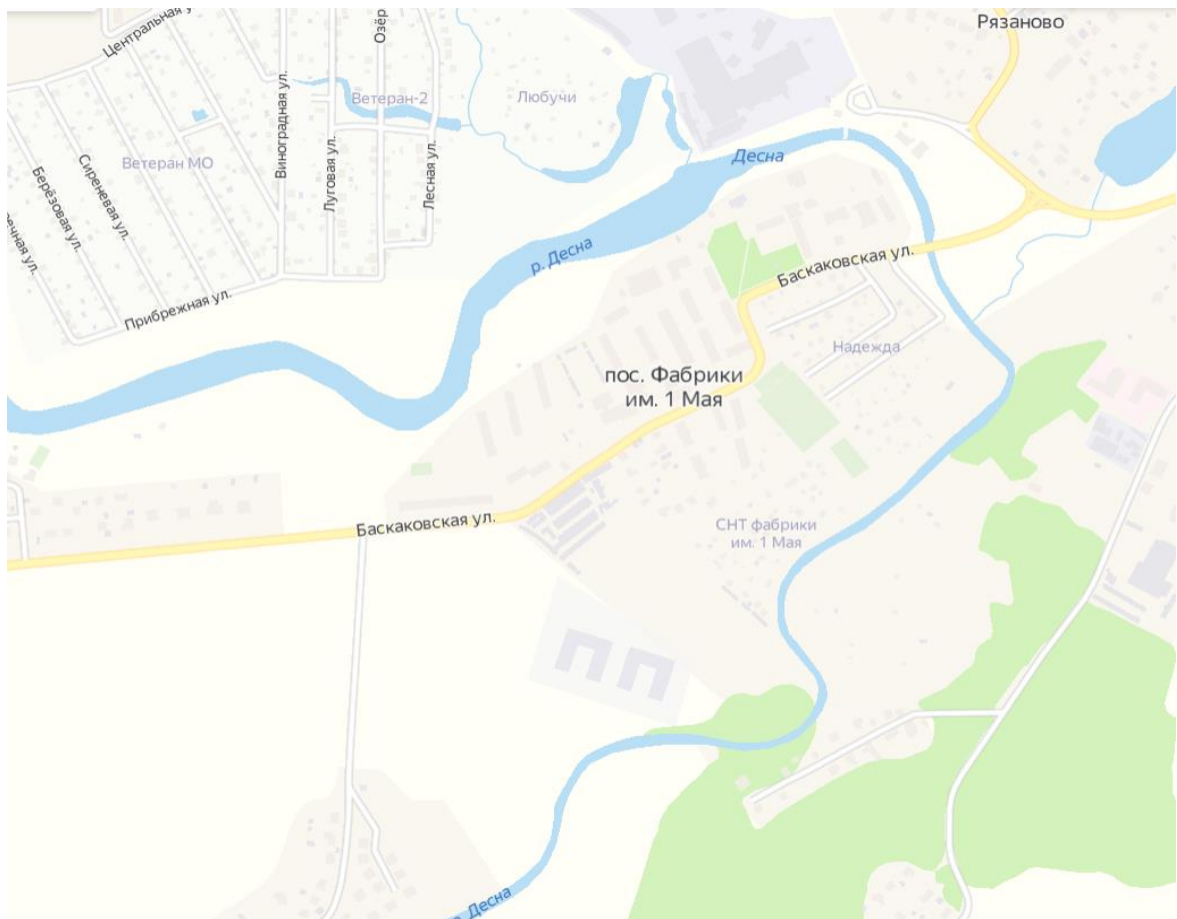 Рязаново
Центральная у
Озёр
Ветеран-2
Любучи
Виноградная ул.
Десна
Ветеран МО
Сиреневая ул.
Луговая ул.
Лесная ул.
Берёзовая ул.
ечная ул.
р. Десна
Баскаковская ул.
Прибрежная ул.
Надежда
пос. Фабрики
им. 1 Мая
Баскаковская ул.
СНТ фабрики
им. 1 Мая
р. Десна